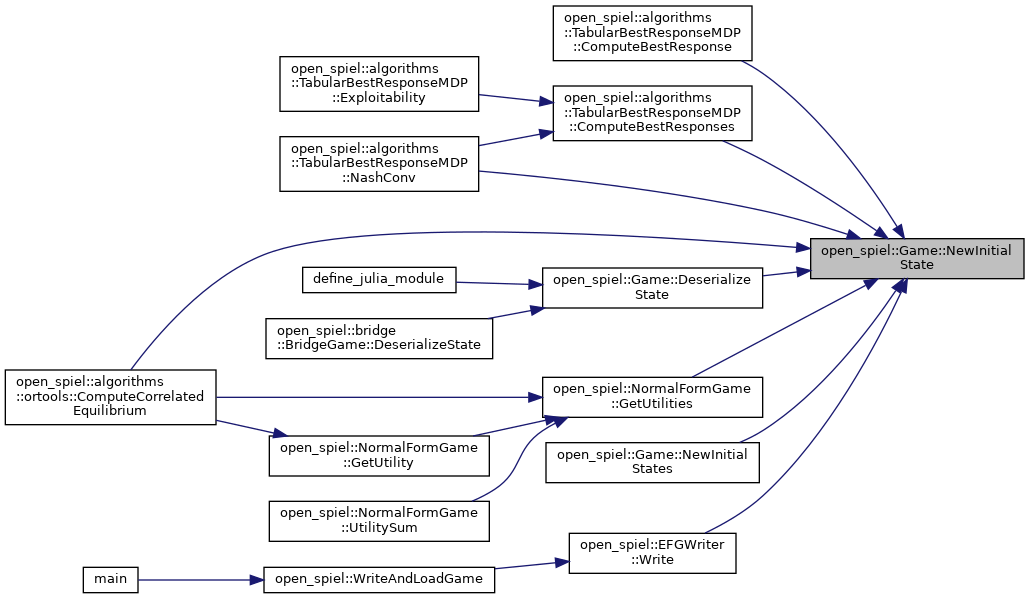 open_spiel::algorithms
::TabularBestResponseMDP
::ComputeBestResponse
open_spiel::algorithms
::TabularBestResponseMDP
::Exploitability
open_spiel::algorithms
::TabularBestResponseMDP
::ComputeBestResponses
open_spiel::algorithms
::TabularBestResponseMDP
::NashConv
open_spiel::Game::NewInitial
State
define_julia_module
open_spiel::Game::Deserialize
State
open_spiel::bridge
::BridgeGame::DeserializeState
open_spiel::algorithms
::ortools::ComputeCorrelated
Equilibrium
open_spiel::NormalFormGame
::GetUtilities
open_spiel::NormalFormGame
::GetUtility
open_spiel::Game::NewInitial
States
open_spiel::NormalFormGame
::UtilitySum
open_spiel::EFGWriter
::Write
main
open_spiel::WriteAndLoadGame